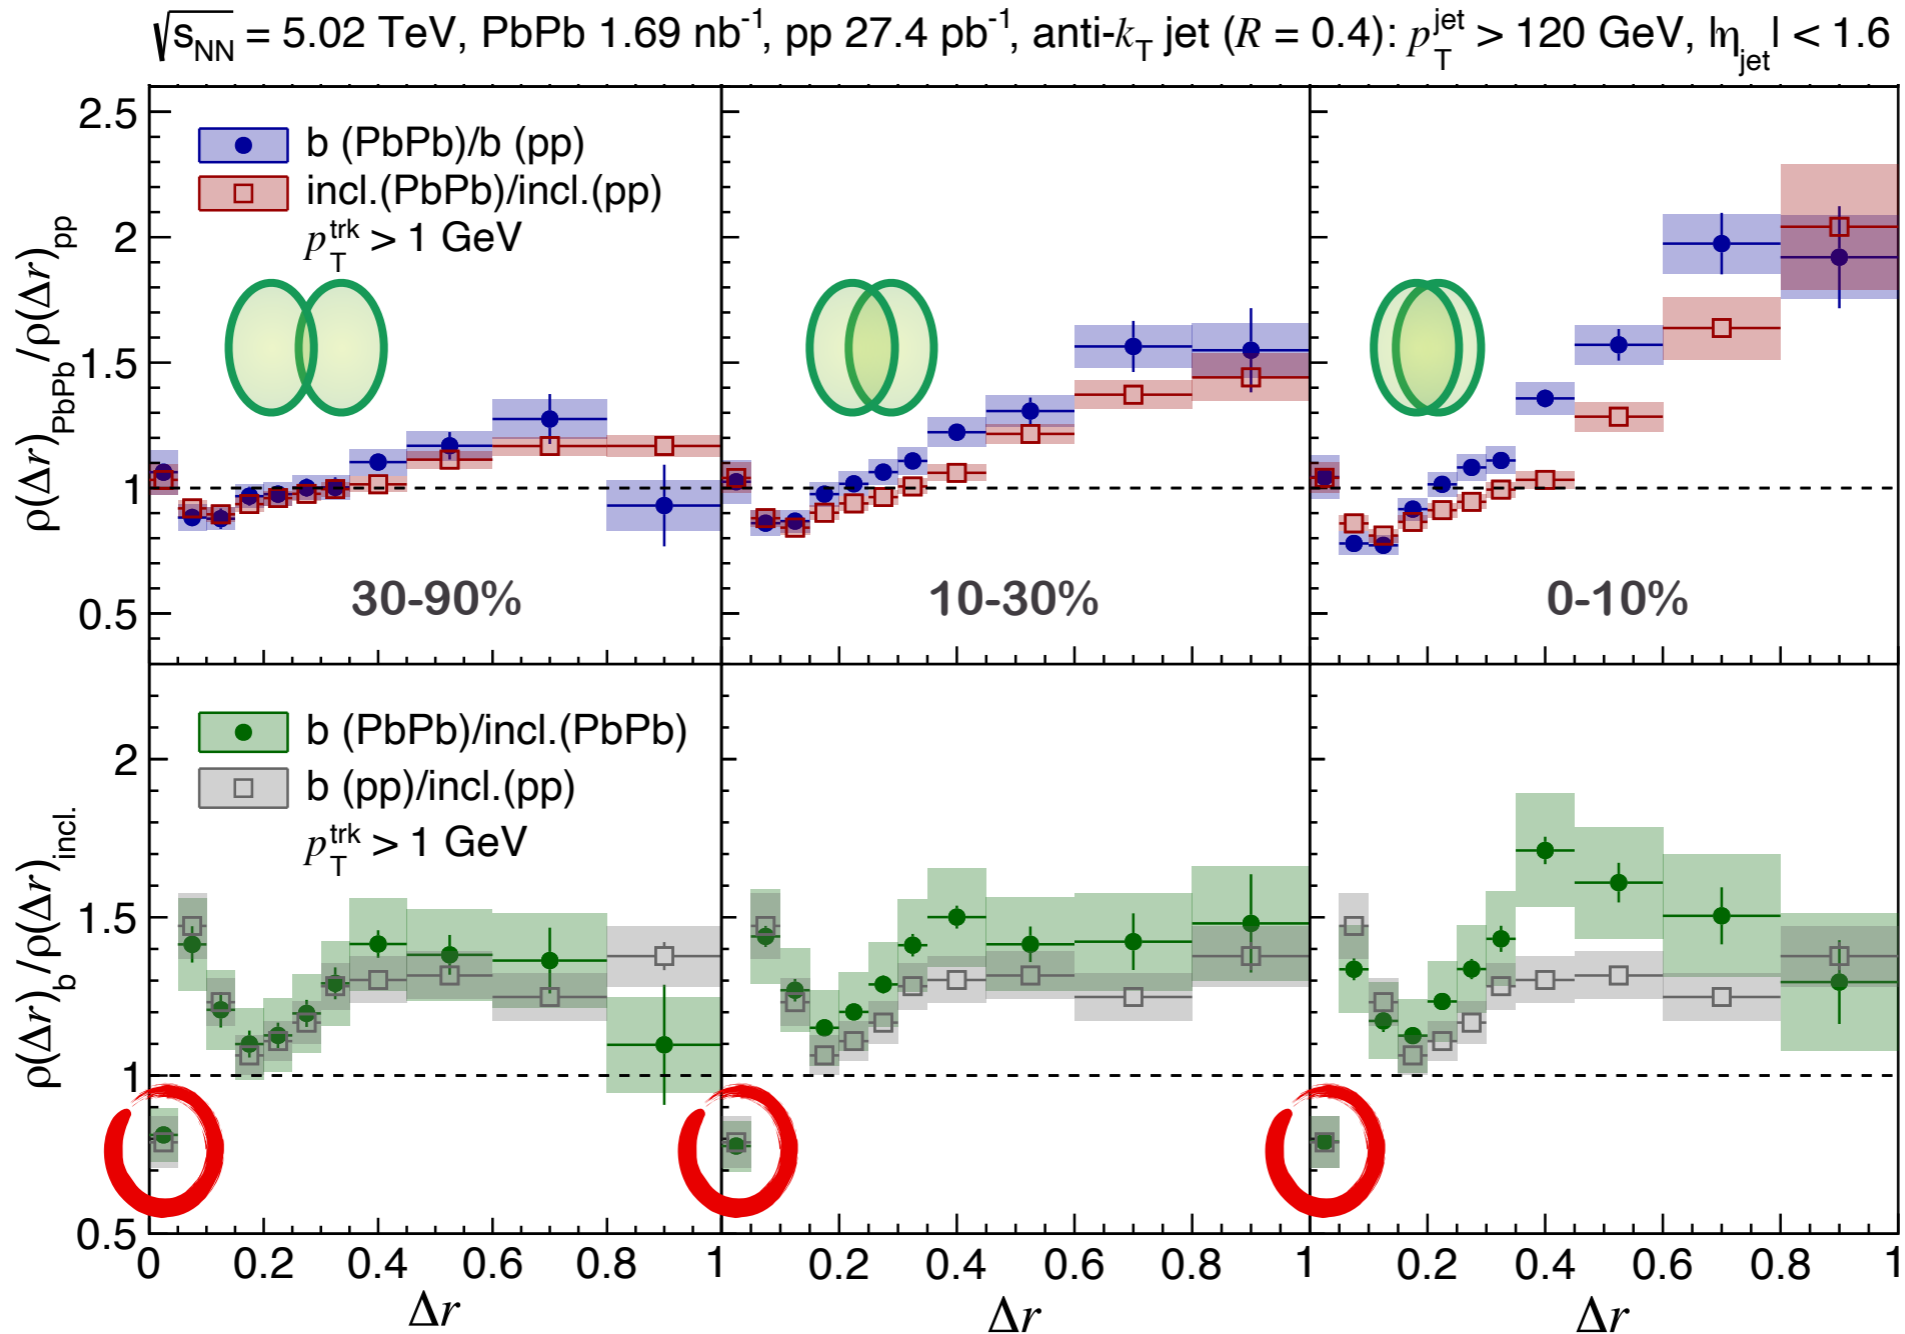 √sNN = 5.02 TeV, PbPb 1.69 nb⁻¹, pp 27.4 pb⁻¹, anti-kT jet (R = 0.4): pTjet > 120 GeV, |ηjet| < 1.6
ρ(Δr)PbPb/ρ(Δr)pp
2.5
2
1.5
1
0.5
b (PbPb)/b (pp)
incl.(PbPb)/incl.(pp)
pTtrk > 1 GeV
30-90%
10-30%
0-10%
ρ(Δr)b/ρ(Δr)incl.
2
1.5
1
0.5
b (PbPb)/incl.(PbPb)
b (pp)/incl.(pp)
pTtrk > 1 GeV
0 0.2 0.4 0.6 0.8 1 0.2 0.4 0.6 0.8 1 0.2 0.4 0.6 0.8 1
Δr Δr Δr